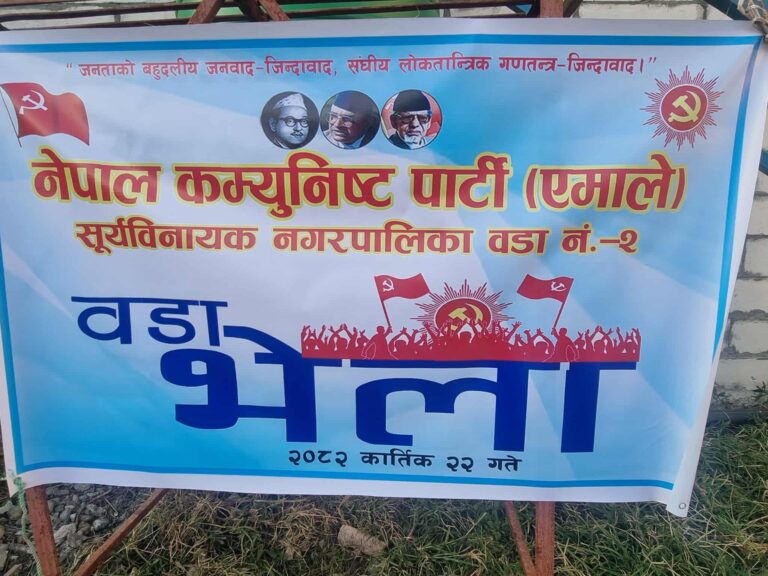 “ जनताको बहुदलीय जनवाद-जिन्दावाद, संघीय लोकतान्त्रिक गणतन्त्र-जिन्दावाद।”
नेपाल कम्युनिष्ट पार्टी (एमाले)
सूर्यविनायक नगरपालिका वडा नं.-२
वडा
भेला
२०८२ कार्तिक २२ गते